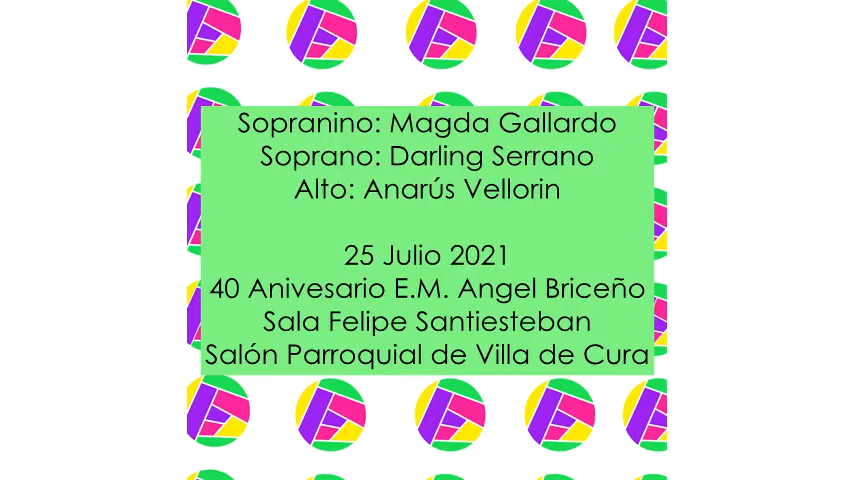 Sopranino: Magda Gallardo
Soprano: Darling Serrano
Alto: Anarús Vellorin
25 Julio 2021
40 Anivesario E.M. Angel Briceño
Sala Felipe Santiesteban
Salón Parroquial de Villa de Cura